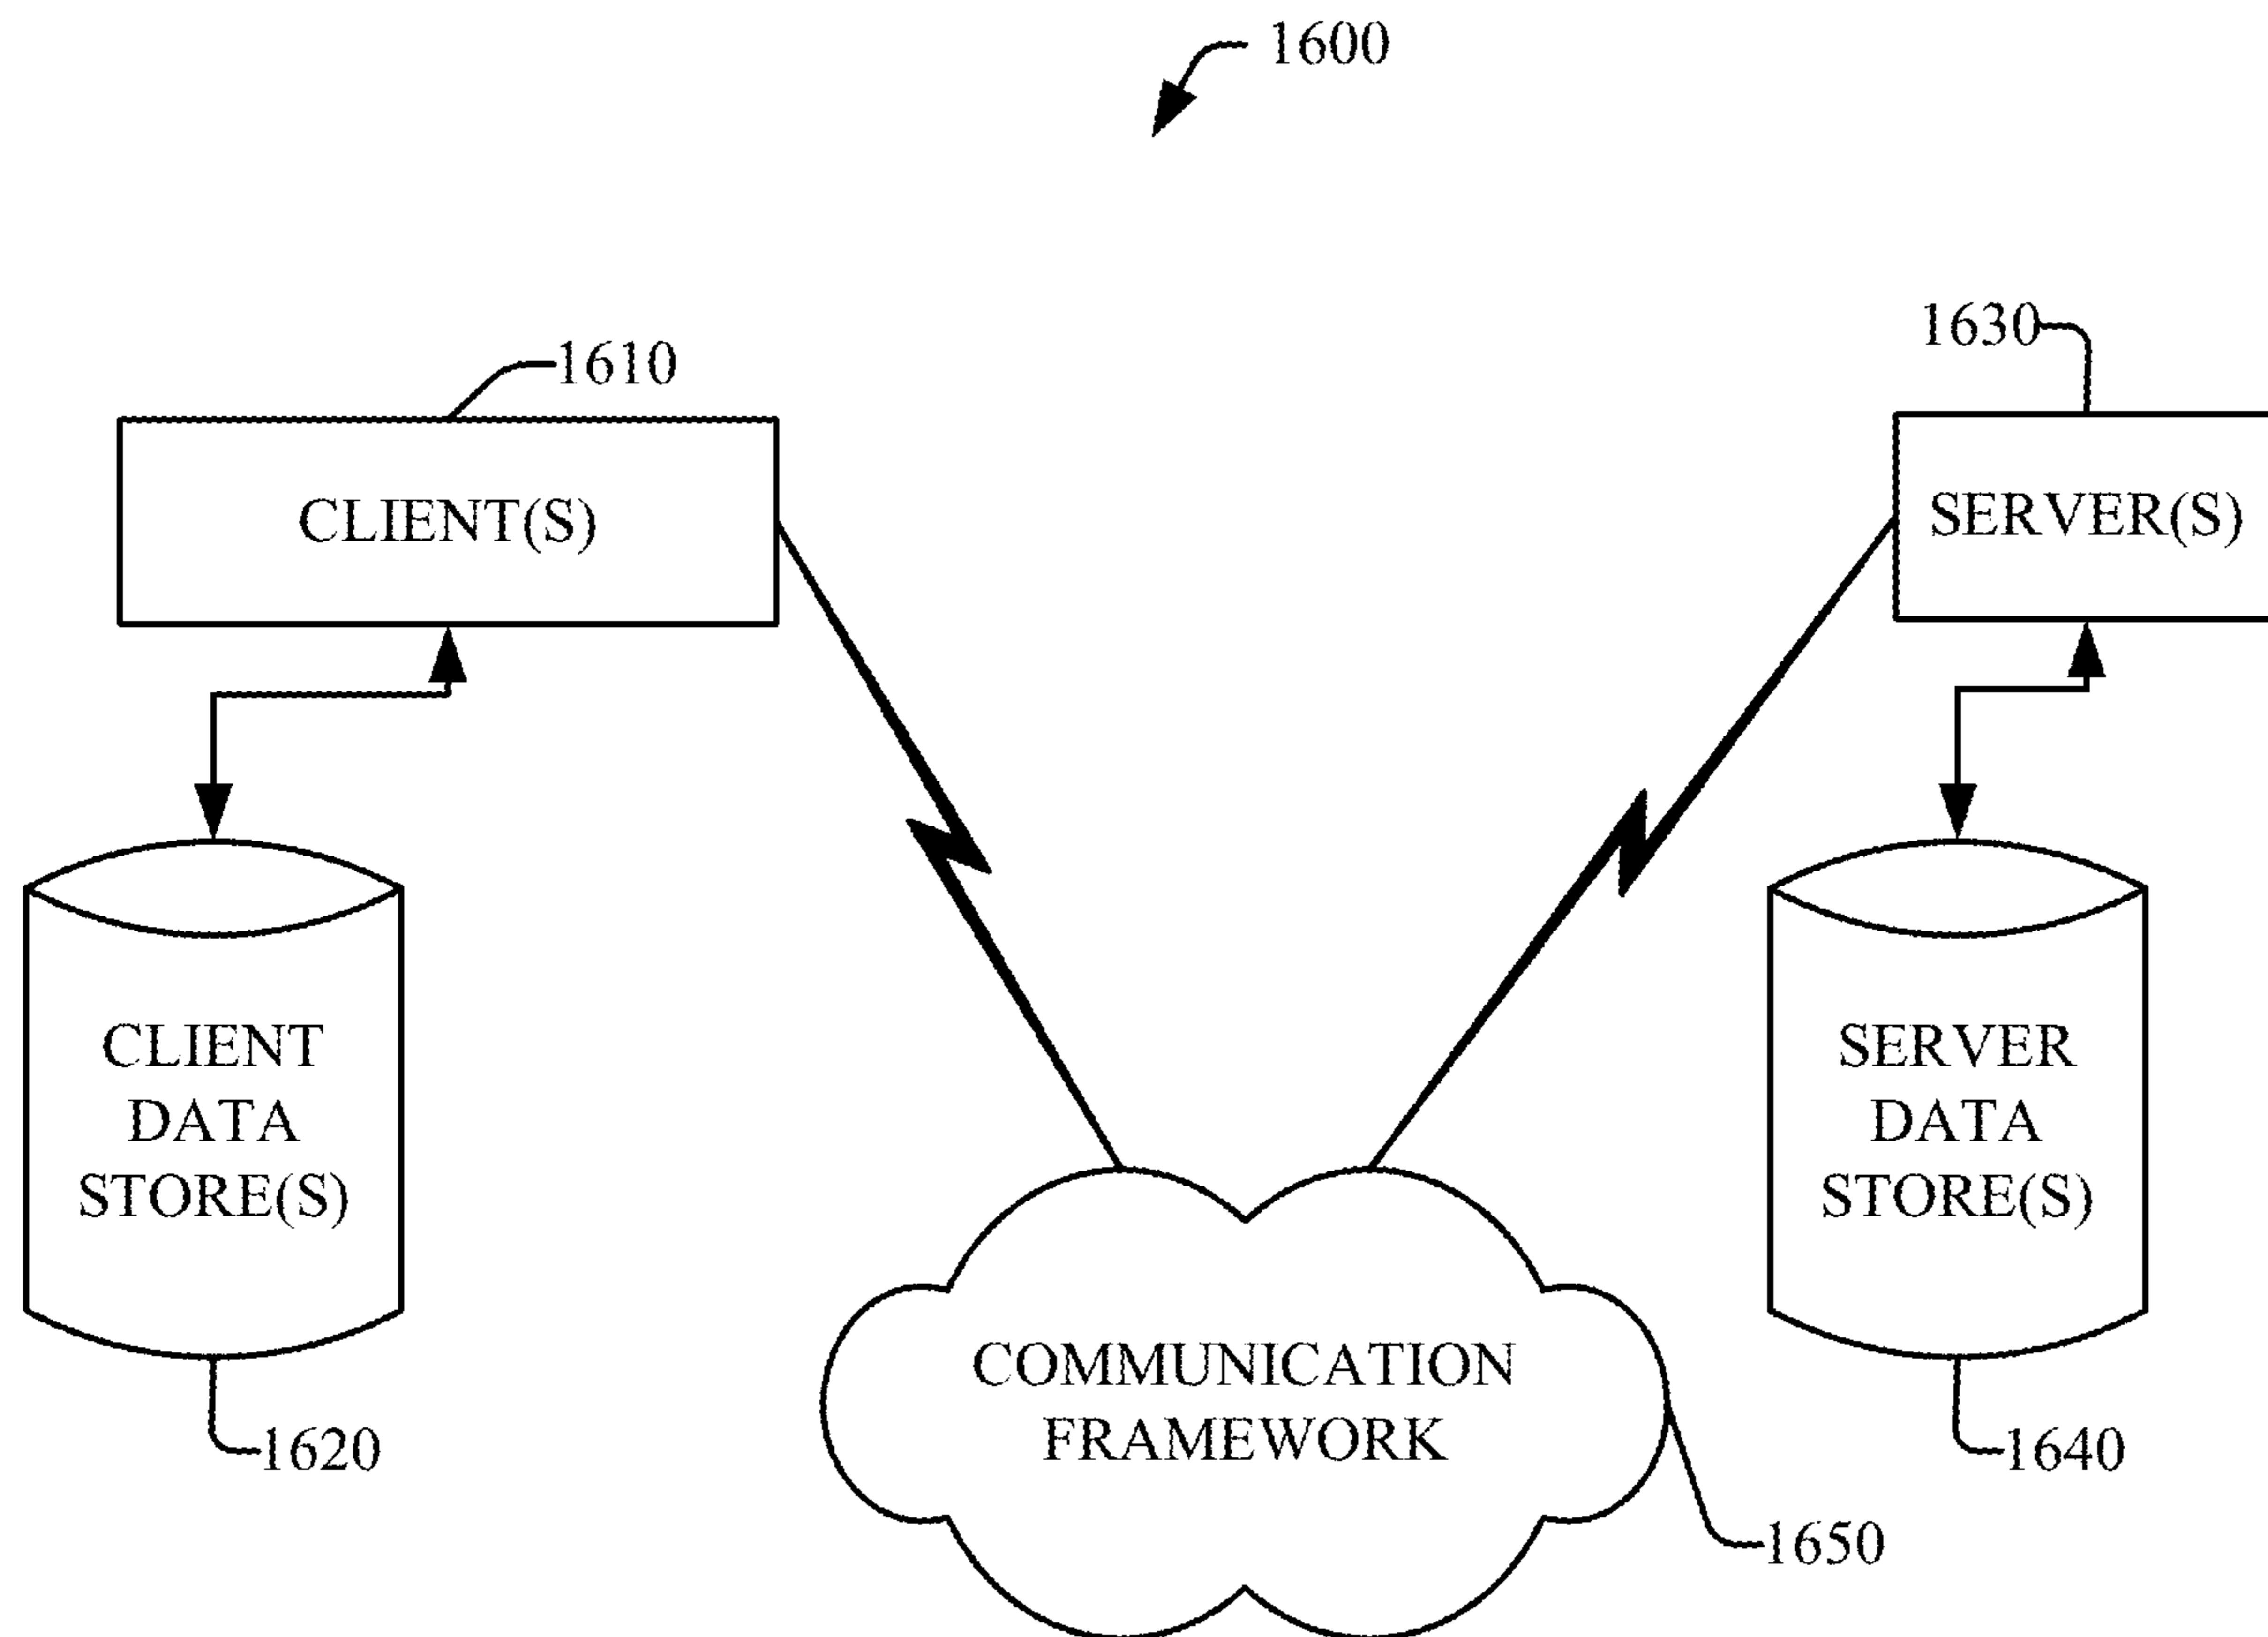 1600
1610
1630
CLIENT(S)
SERVER(S)
CLIENT
DATA
STORE(S)
SERVER
DATA
STORE(S)
COMMUNICATION
FRAMEWORK
1620
1640
1650